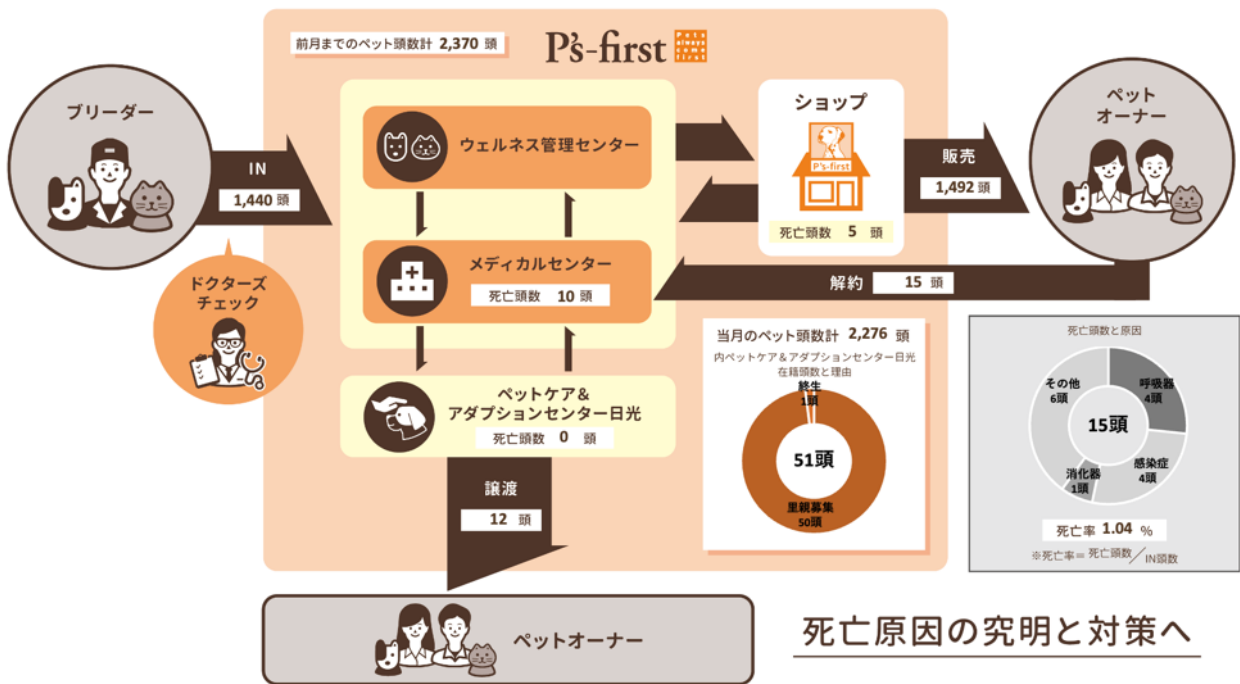 前月までのペット頭数計 2,370 頭
P's-first
Pets always come first
ブリーダー
IN
1,440 頭
ドクターズ
チェック
ウェルネス管理センター
メディカルセンター
死亡頭数 10 頭
ペットケア&
アダプションセンター日光
死亡頭数 0 頭
譲渡
12 頭
ペットオーナー
ショップ
P's-first
死亡頭数 5 頭
販売
1,492 頭
ペット
オーナー
解約 15 頭
当月のペット頭数計 2,276 頭
内ペットケア&アダプションセンター日光
在籍頭数と理由
終生
1頭
51頭
里親募集
50頭
死亡頭数と原因
その他
6頭
呼吸器
4頭
15頭
消化器
1頭
感染症
4頭
死亡率 1.04 %
※死亡率= 死亡頭数/IN頭数
死亡原因の究明と対策へ